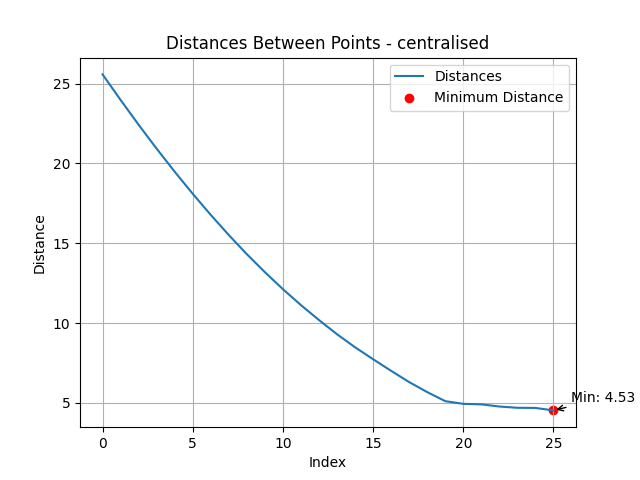 Distances Between Points - centralised
Distances
Minimum Distance
25
20
15
10
5
Distance
Min: 4.53
0 5 10 15 20 25
Index